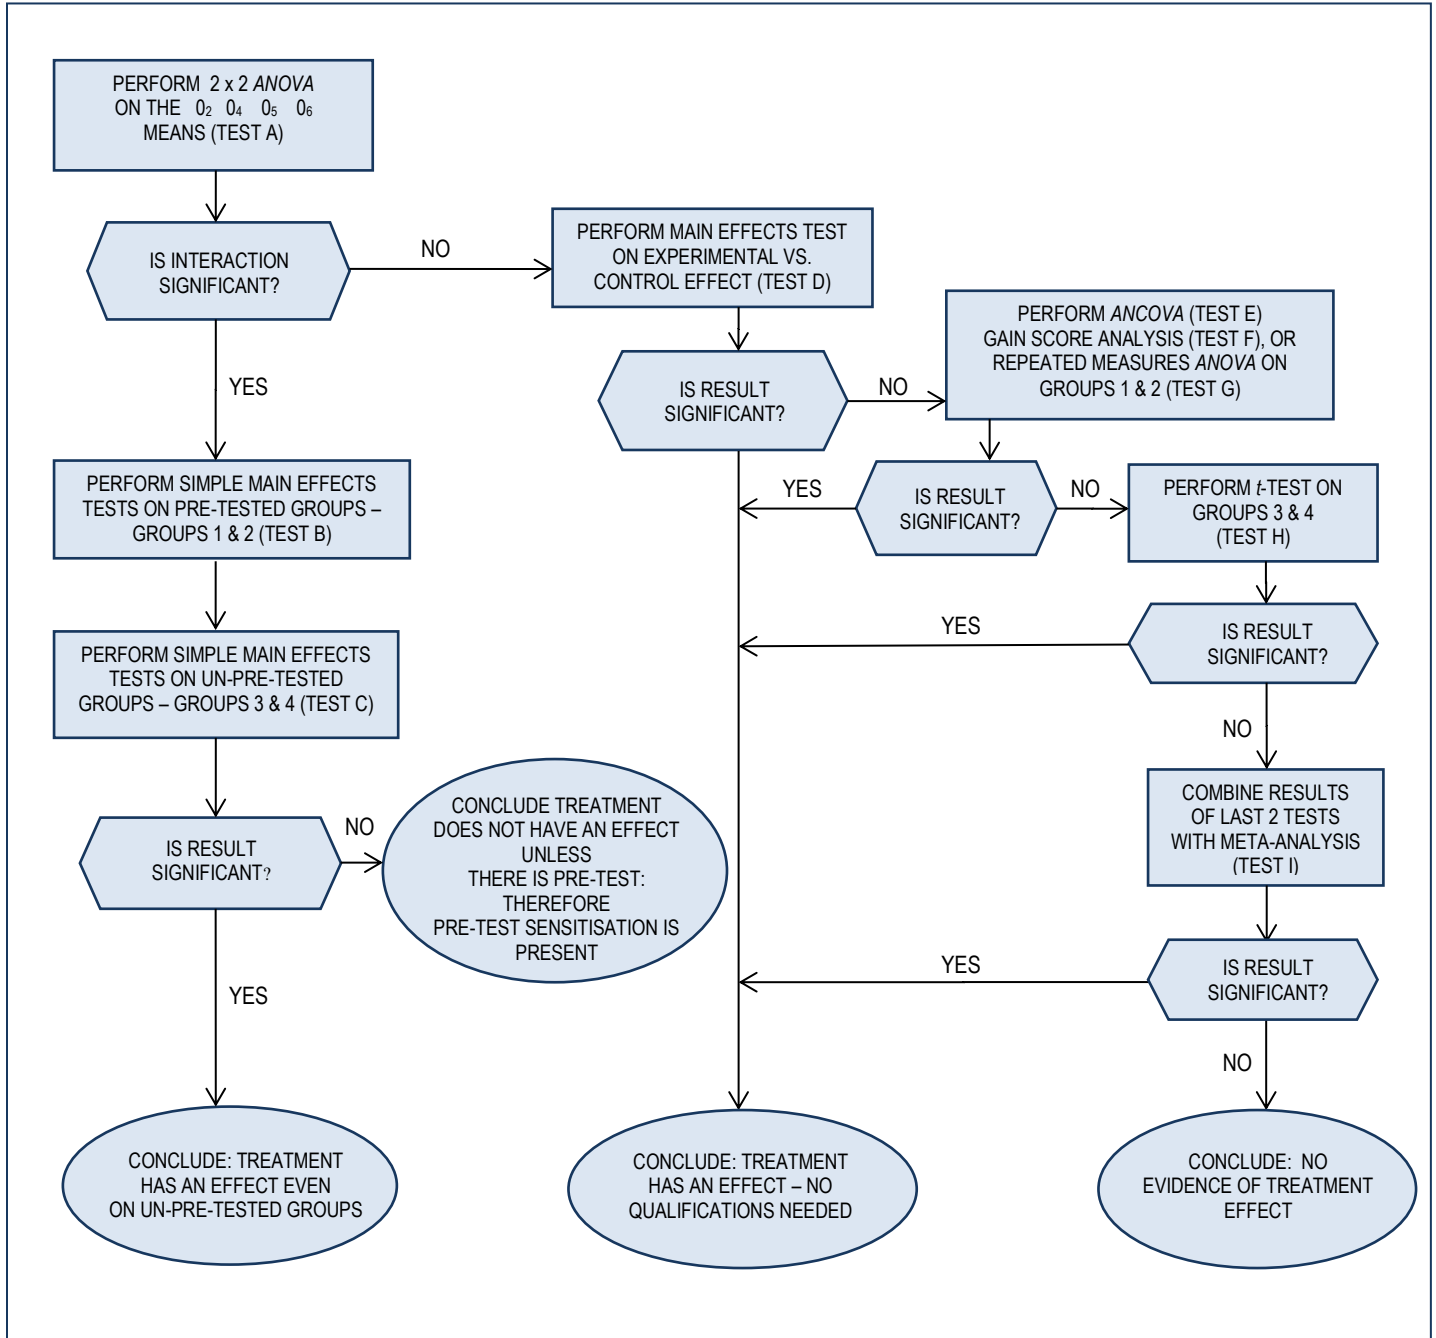 PERFORM 2 x 2 ANOVA
ON THE 0₂ 0₄ 0₅ 0₆
MEANS (TEST A)
IS INTERACTION
SIGNIFICANT?
NO
YES
PERFORM SIMPLE MAIN EFFECTS
TESTS ON PRE-TESTED GROUPS –
GROUPS 1 & 2 (TEST B)
PERFORM SIMPLE MAIN EFFECTS
TESTS ON UN-PRE-TESTED
GROUPS – GROUPS 3 & 4 (TEST C)
IS RESULT
SIGNIFICANT?
NO
CONCLUDE TREATMENT
DOES NOT HAVE AN EFFECT
UNLESS
THERE IS PRE-TEST:
THEREFORE
PRE-TEST SENSITISATION IS
PRESENT
YES
CONCLUDE: TREATMENT
HAS AN EFFECT EVEN
ON UN-PRE-TESTED GROUPS
PERFORM MAIN EFFECTS TEST
ON EXPERIMENTAL VS.
CONTROL EFFECT (TEST D)
IS RESULT
SIGNIFICANT?
NO
PERFORM ANCOVA (TEST E)
GAIN SCORE ANALYSIS (TEST F), OR
REPEATED MEASURES ANOVA ON
GROUPS 1 & 2 (TEST G)
YES
IS RESULT
SIGNIFICANT?
NO
PERFORM t-TEST ON
GROUPS 3 & 4
(TEST H)
YES
IS RESULT
SIGNIFICANT?
NO
COMBINE RESULTS
OF LAST 2 TESTS
WITH META-ANALYSIS
(TEST I)
YES
IS RESULT
SIGNIFICANT?
NO
CONCLUDE: TREATMENT
HAS AN EFFECT – NO
QUALIFICATIONS NEEDED
CONCLUDE: NO
EVIDENCE OF TREATMENT
EFFECT